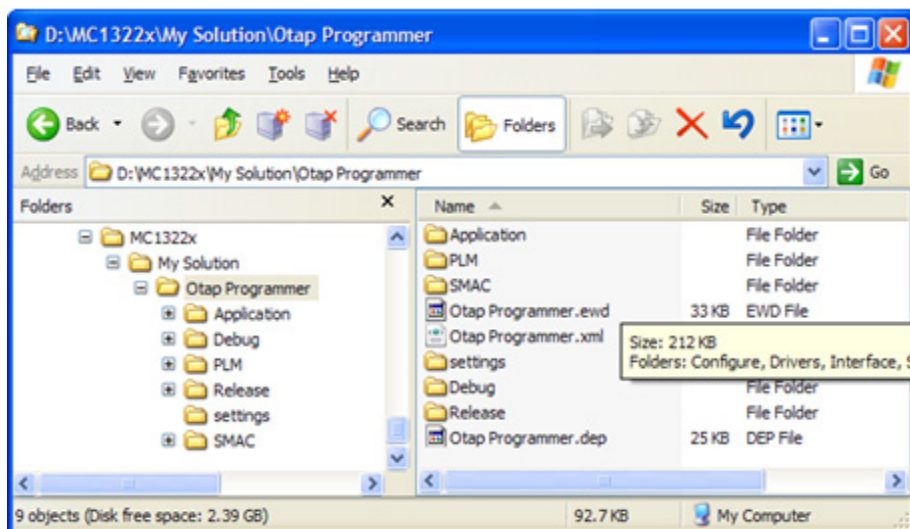 D:\MC1322x\My Solution\Otap Programmer
File Edit View Favorites Tools Help
Back Search Folders
Address D:\MC1322x\My Solution\Otap Programmer Go
Folders x
MC1322x
My Solution
Otap Programmer
Application
Debug
PLM
Release
settings
SMAC
Name Size Type
Application File Folder
PLM File Folder
SMAC File Folder
Otap Programmer.ewd 33 KB EWD File
Otap Programmer.xml
settings
Debug File Folder
Release File Folder
Otap Programmer.dep 25 KB DEP File
Size: 212 KB
Folders: Configure, Drivers, Interface,
9 objects (Disk free space: 2.39 GB) 92.7 KB My Computer